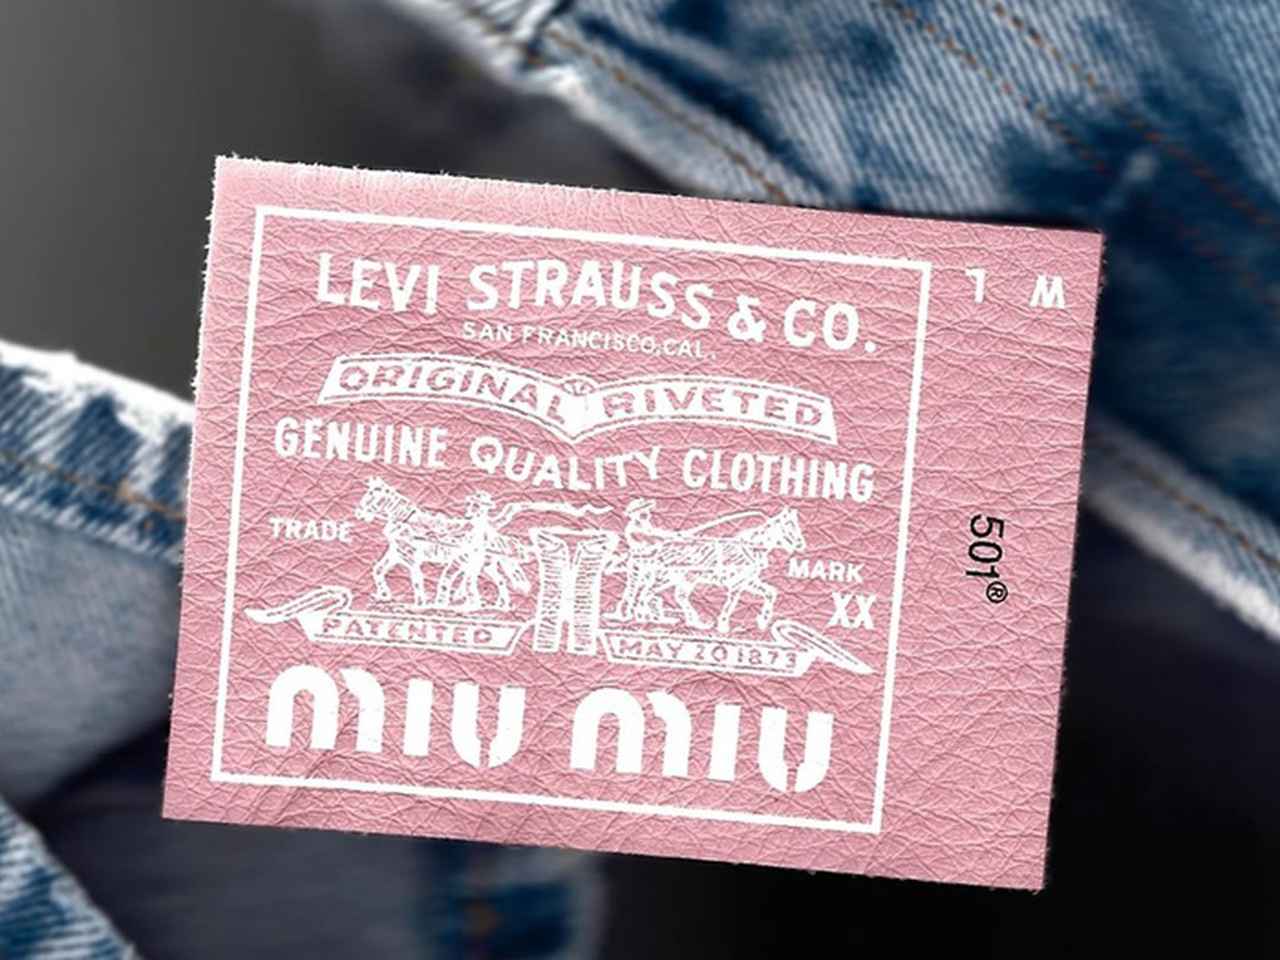 LEVI STRAUSS & CO.
SAN FRANCISCO, CAL.
ORIGINAL RIVETED
GENUINE QUALITY CLOTHING
TRADE MARK
XX
PATENTED MAY 20 1873
MIU MIU
L W
501®